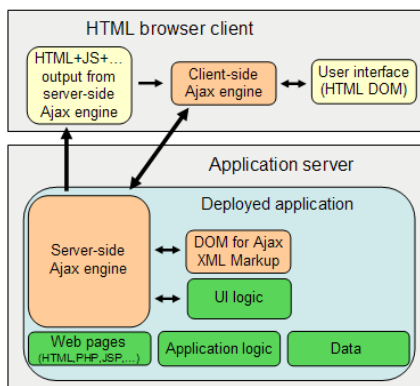 HTML browser client
HTML+JS+...
output from
server-side
Ajax engine
Client-side
Ajax engine
User interface
(HTML DOM)
Application server
Deployed application
Server-side
Ajax engine
DOM for Ajax
XML Markup
UI logic
Web pages
(HTML,PHP,JSP,...)
Application logic
Data